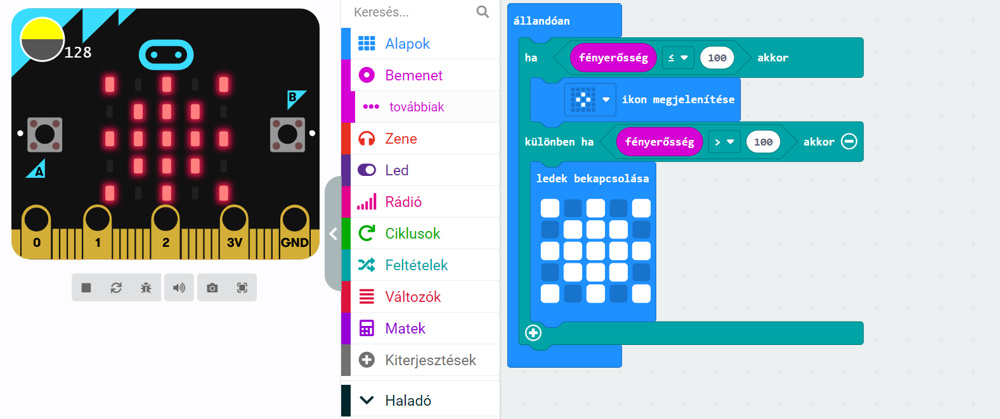 128
B
A
0 1 2 3V GND
Keresés...
Alapok
Bemenet
továbbiak
Zene
Led
Rádió
Ciklusok
Feltételek
Változók
Matek
Kiterjesztések
Haladó
állandóan
ha fényerősség ≤ 100 akkor
ikon megjelenítése
különben ha fényerősség > 100 akkor
ledek bekapcsolása